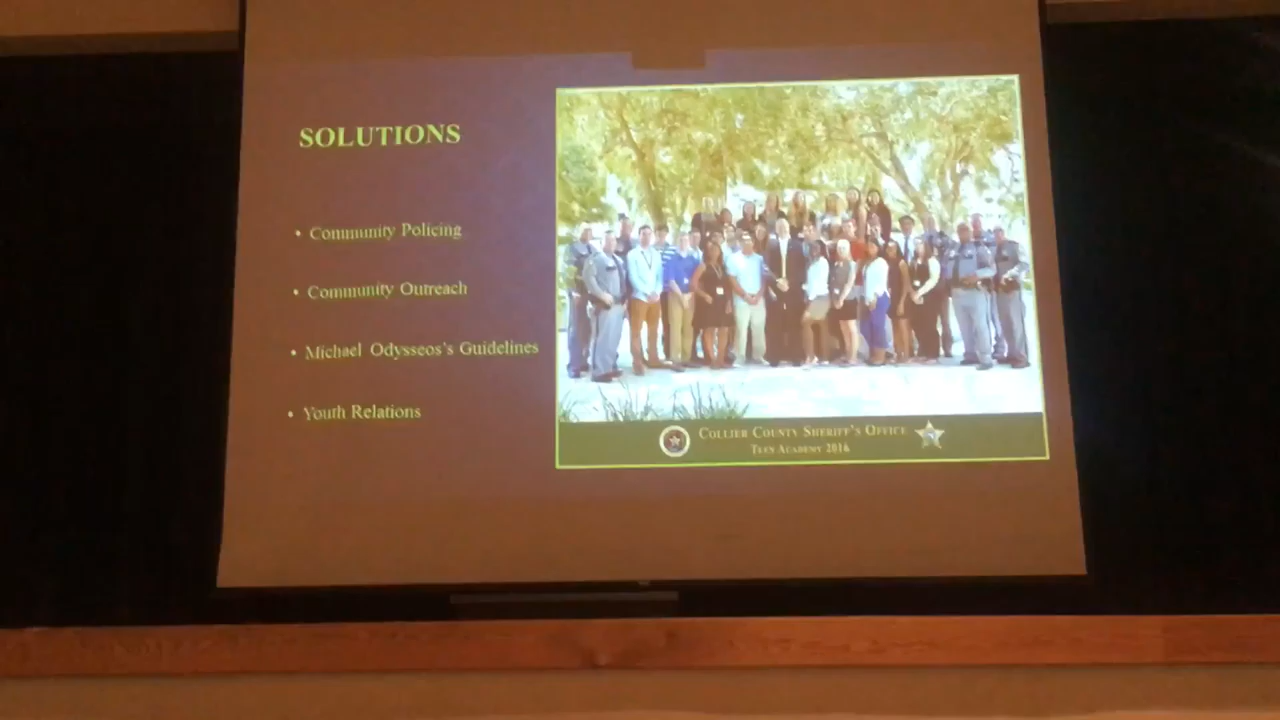 SOLUTIONS
• Community Policing
• Community Outreach
• Michael Odysseos's Guidelines
• Youth Relations
COLLIER COUNTY SHERIFF'S OFFICE
TEEN ACADEMY 2016